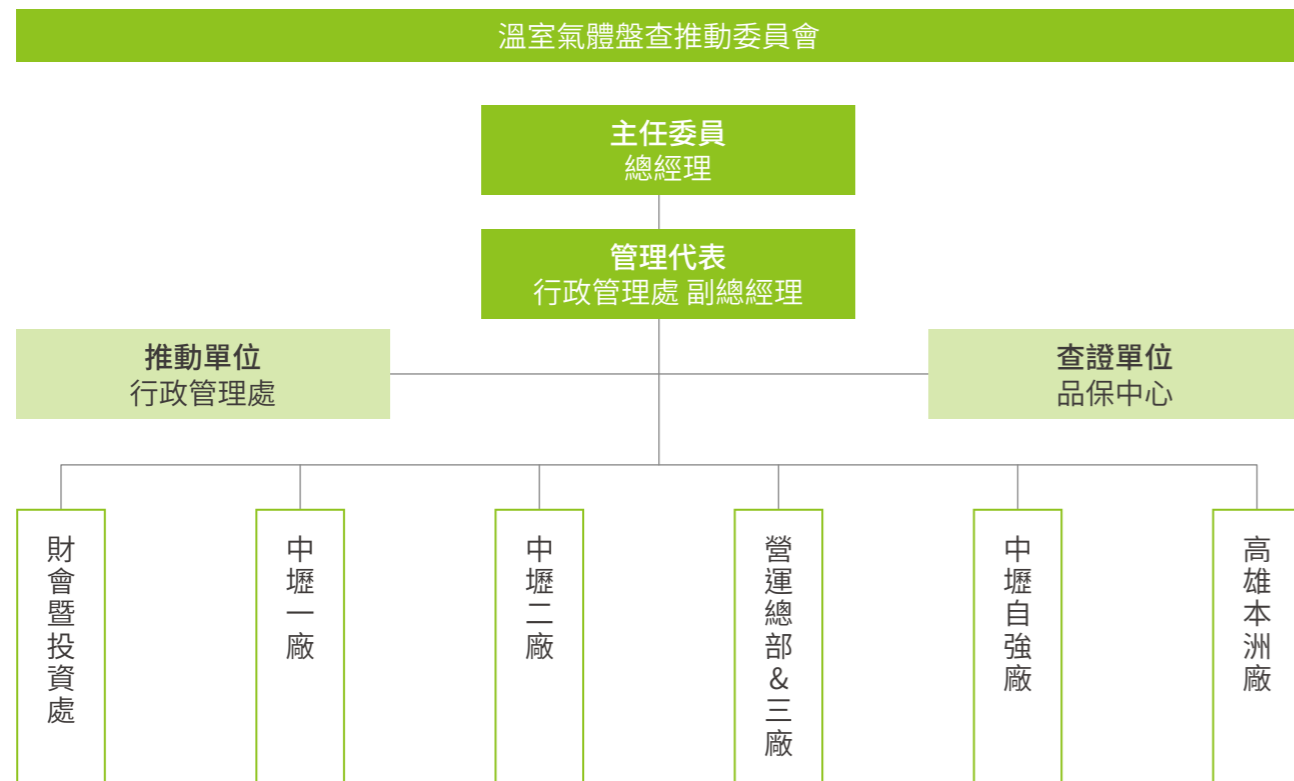 溫室氣體盤查推動委員會
主任委員
總經理
管理代表
行政管理處 副總經理
推動單位
行政管理處
查證單位
品保中心
財會暨投資處
中壢一廠
中壢二廠
營運總部&三廠
中壢自強廠
高雄本洲廠